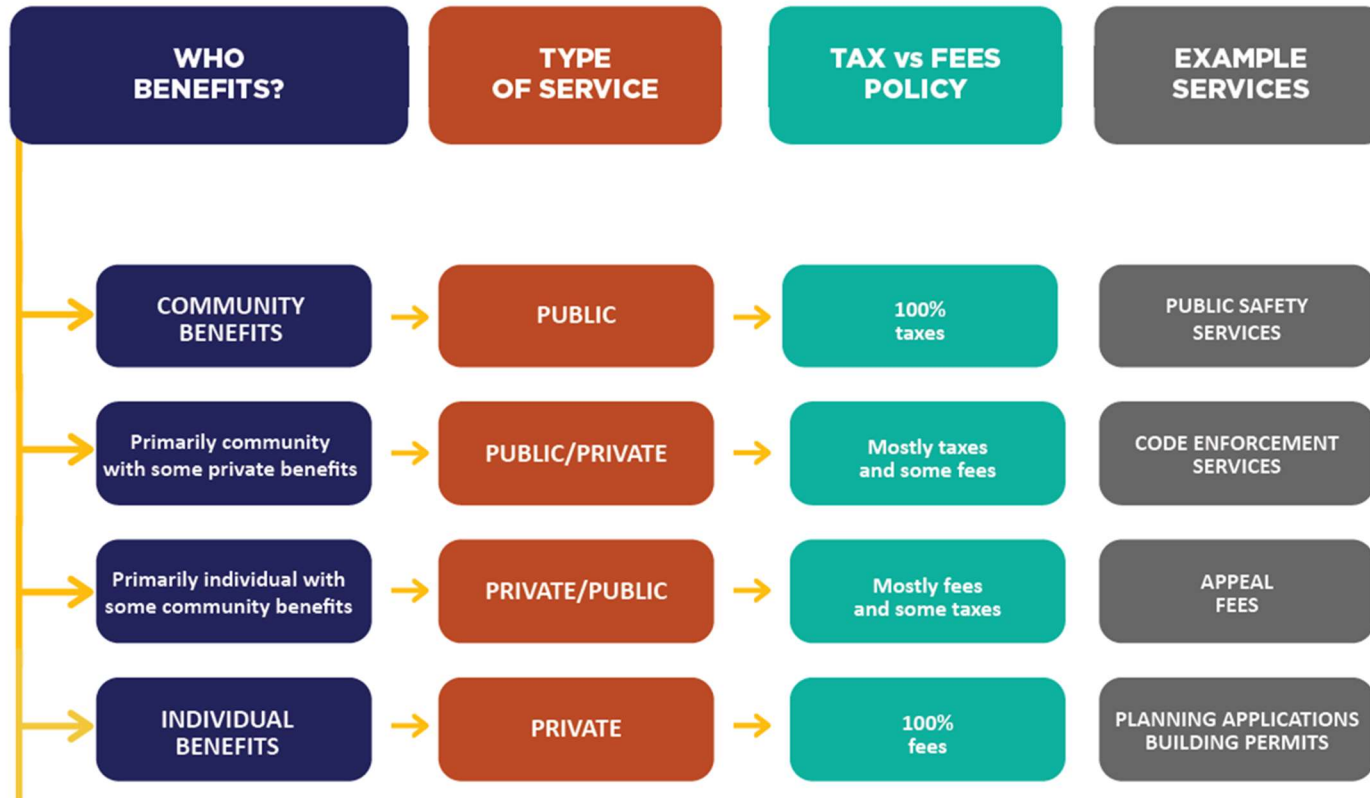 WHO
BENEFITS?
TYPE
OF SERVICE
TAX vs FEES
POLICY
EXAMPLE
SERVICES
COMMUNITY
BENEFITS
PUBLIC
100%
taxes
PUBLIC SAFETY
SERVICES
Primarily community
with some private benefits
PUBLIC/PRIVATE
Mostly taxes
and some fees
CODE ENFORCEMENT
SERVICES
Primarily individual with
some community benefits
PRIVATE/PUBLIC
Mostly fees
and some taxes
APPEAL
FEES
INDIVIDUAL
BENEFITS
PRIVATE
100%
fees
PLANNING APPLICATIONS
BUILDING PERMITS